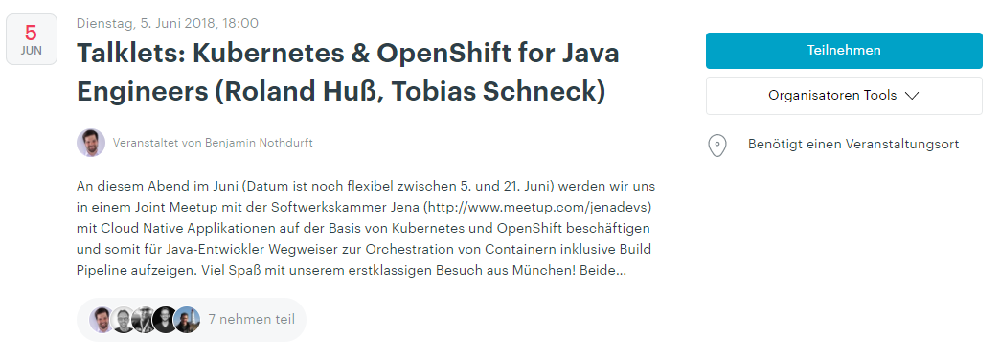 5
JUN
Dienstag, 5. Juni 2018, 18:00
Talklets: Kubernetes & OpenShift for Java
Engineers (Roland Huß, Tobias Schneck)
Veranstaltet von Benjamin Nothdurft
An diesem Abend im Juni (Datum ist noch flexibel zwischen 5. und 21. Juni) werden wir uns
in einem Joint Meetup mit der Softwerkskammer Jena (http://www.meetup.com/jenadevs)
mit Cloud Native Applikationen auf der Basis von Kubernetes und OpenShift beschäftigen
und somit für Java-Entwickler Wegweiser zur Orchestration von Containern inklusive Build
Pipeline aufzeigen. Viel Spaß mit unserem erstklassigen Besuch aus München! Beide...
7 nehmen teil
Teilnehmen
Organisatoren Tools
Benötigt einen Veranstaltungsort